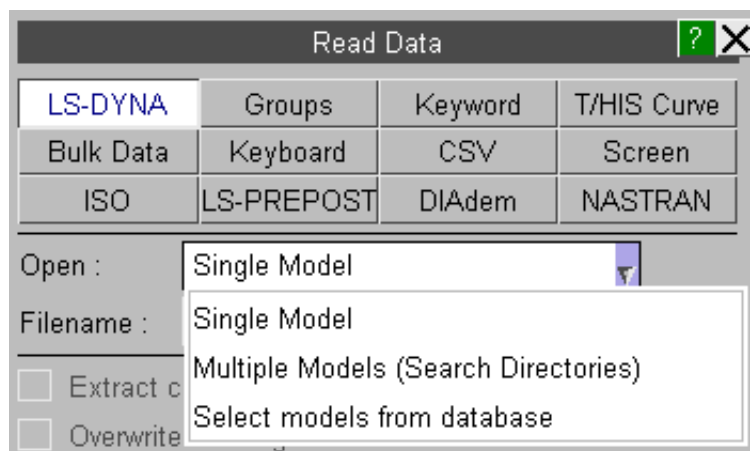 Read Data ?
LS-DYNA Groups Keyword T/HIS Curve
Bulk Data Keyboard CSV Screen
ISO LS-PREPOST DIAdem NASTRAN
Open : Single Model
Filename : Single Model
Multiple Models (Search Directories)
Extract
Select models from database
Overwrite